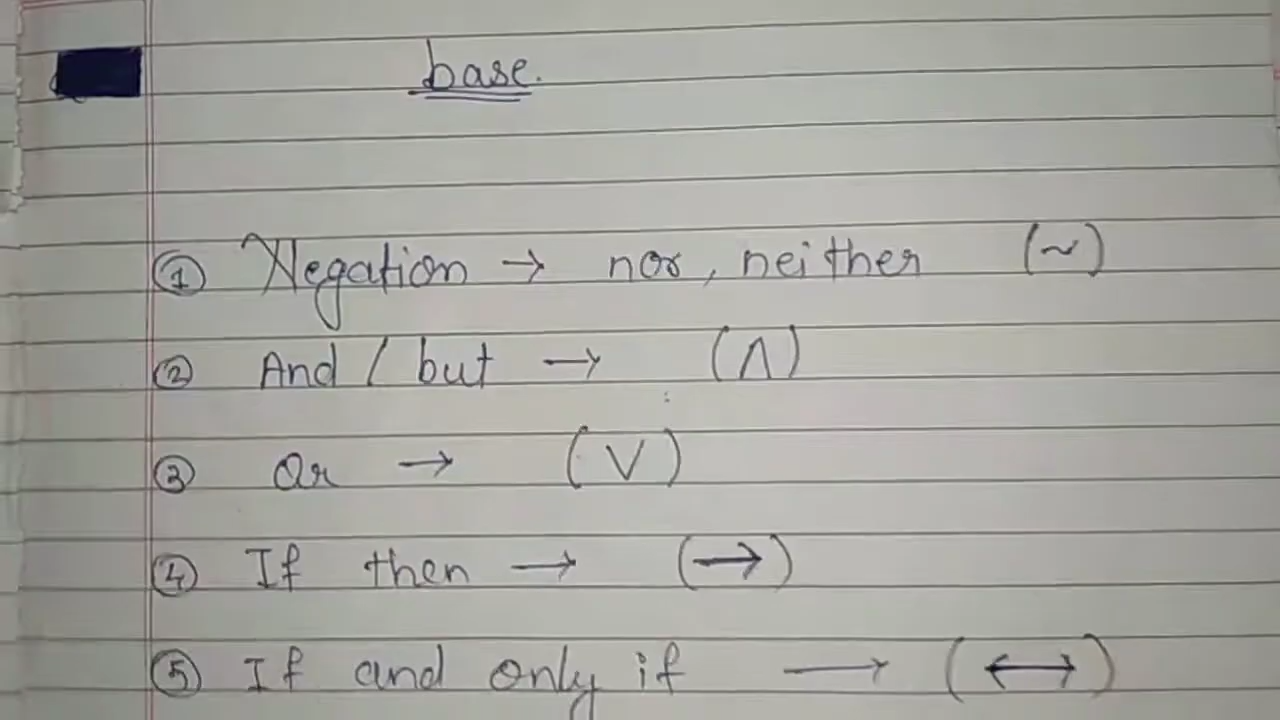 base.
① Negation → nor, neither (~)
② And / but → (∧)
③ Or → (∨)
④ If then → (→)
⑤ If and only if → (↔)